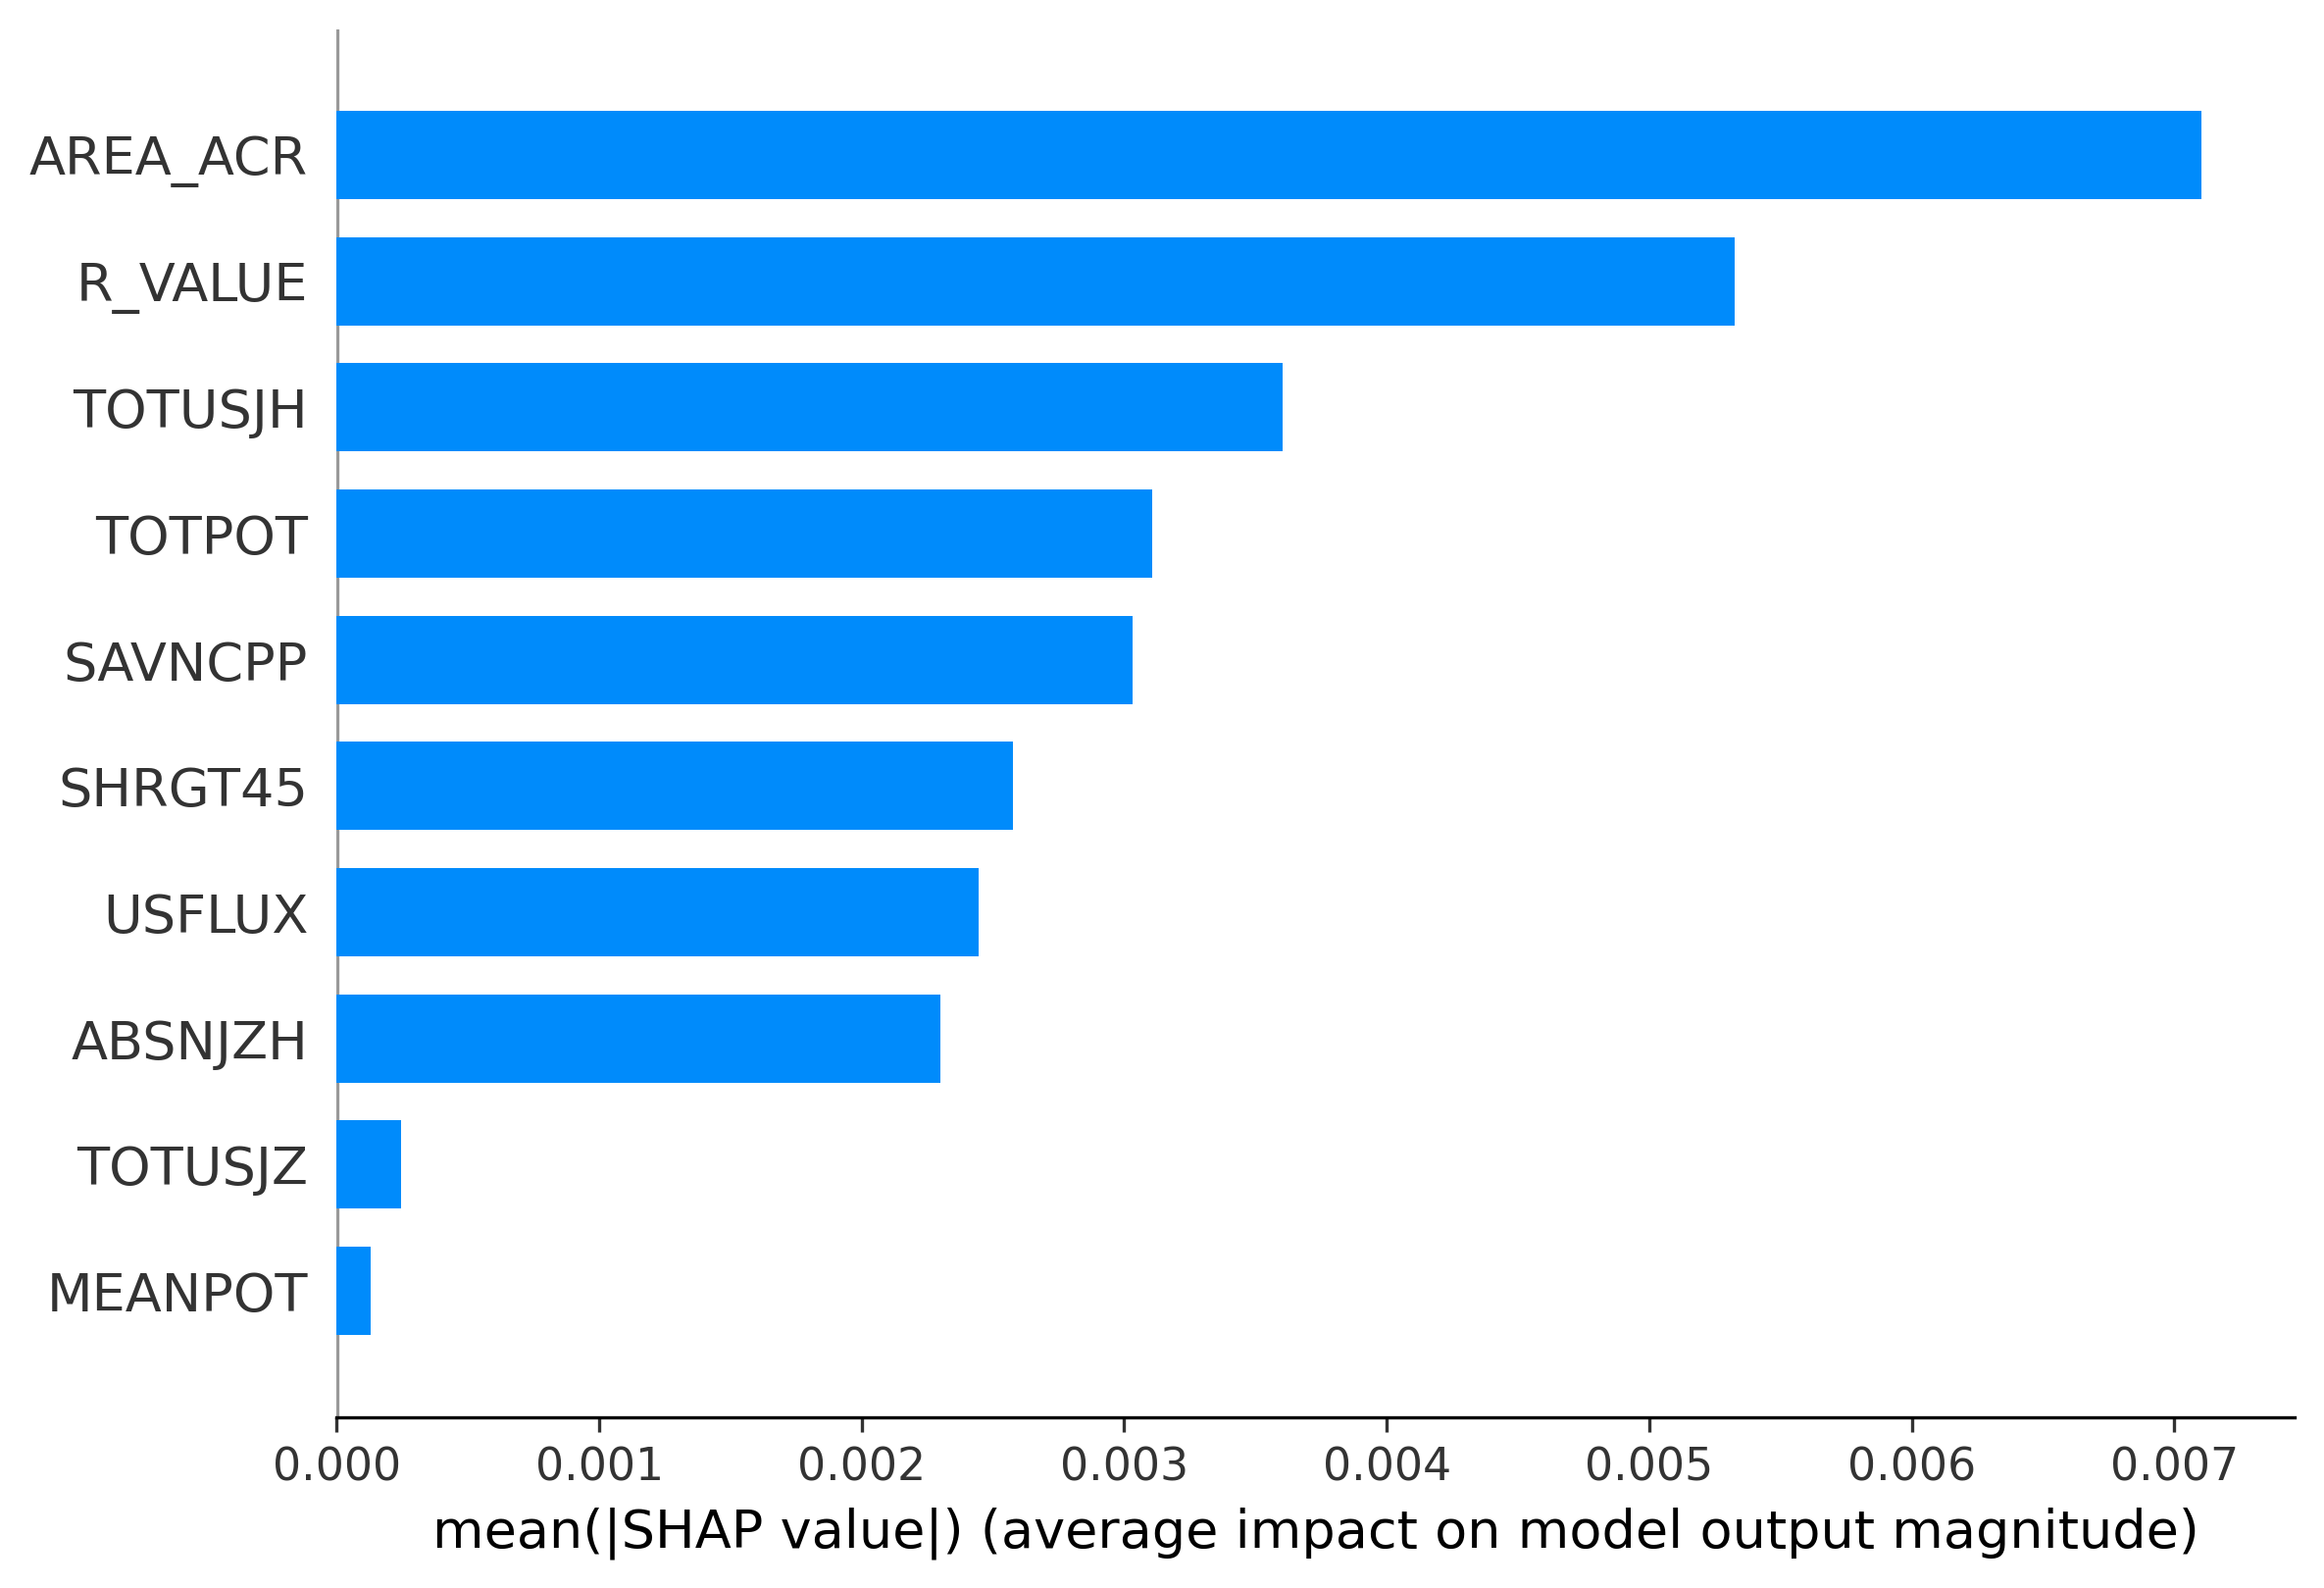 AREA_ACR
R_VALUE
TOTUSJH
TOTPOT
SAVNCPP
SHRGT45
USFLUX
ABSNJZH
TOTUSJZ
MEANPOT
0.000 0.001 0.002 0.003 0.004 0.005 0.006 0.007
mean(|SHAP value|) (average impact on model output magnitude)